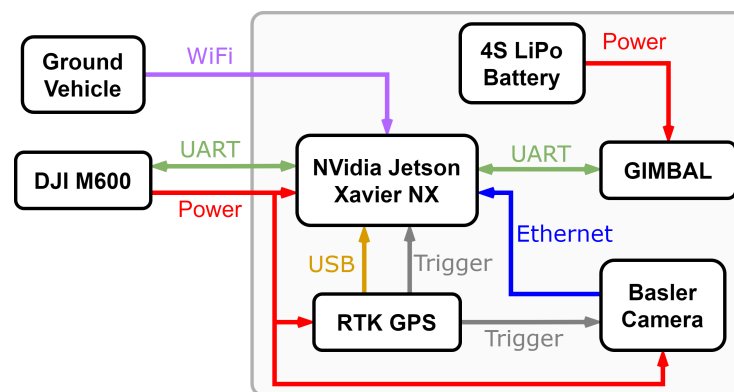 Ground
Vehicle
WiFi
4S LiPo
Battery
Power
DJI M600
UART
Power
NVidia Jetson
Xavier NX
UART
GIMBAL
Ethernet
USB
Trigger
RTK GPS
Trigger
Basler
Camera